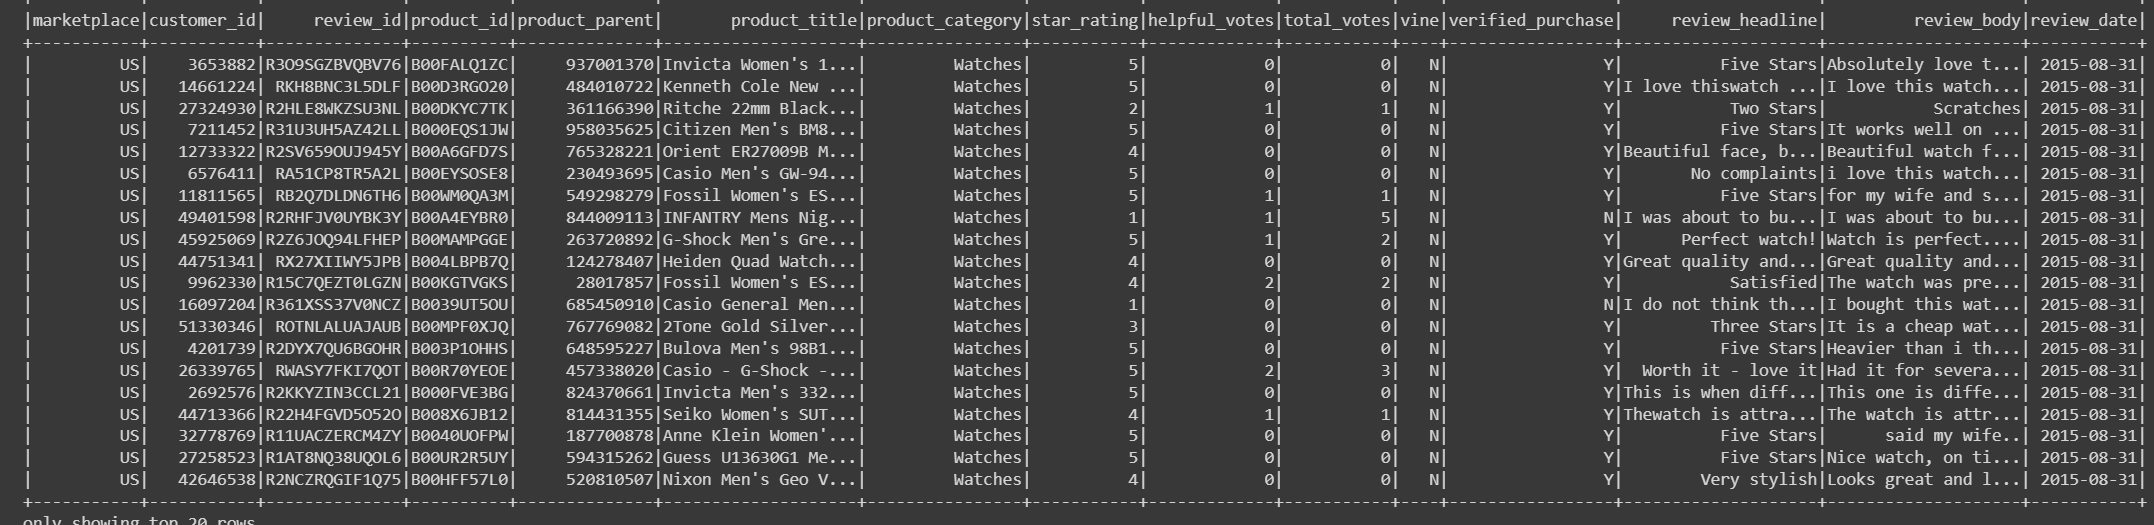 |marketplace|customer_id|     review_id|product_id|product_parent|       product_title|product_category|star_rating|helpful_votes|total_votes|vine|verified_purchase|     review_headline|         review_body|review_date|
+-----------+-----------+--------------+----------+--------------+--------------------+----------------+-----------+-------------+-----------+----+-----------------+--------------------+--------------------+-----------+
|         US|    3653882|R3O9SGZBVQBV76|B00FALQ1ZC|     937001370|Invicta Women's 1...|         Watches|          5|            0|          0|   N|                Y|          Five Stars|Absolutely love t...| 2015-08-31|
|         US|   14661224| RKH8BNC3L5DLF|B00D3RGO20|     484010722|Kenneth Cole New ...|         Watches|          5|            0|          0|   N|                Y|I love thiswatch ...|I love this watch...| 2015-08-31|
|         US|   27324930|R2HLE8WKZSU3NL|B00DKYC7TK|     361166390|Ritche 22mm Black...|         Watches|          2|            1|          1|   N|                Y|           Two Stars|           Scratches| 2015-08-31|
|         US|    7211452|R31U3UH5AZ42LL|B000EQS1JW|     958035625|Citizen Men's BM8...|         Watches|          5|            0|          0|   N|                Y|          Five Stars|It works well on ...| 2015-08-31|
|         US|   12733322|R2SV659OUJ945Y|B00A6GFD7S|     765328221|Orient ER27009B M...|         Watches|          4|            0|          0|   N|                Y|Beautiful face, b...|Beautiful watch f...| 2015-08-31|
|         US|    6576411| RA51CP8TR5A2L|B00EYSOSE8|     230493695|Casio Men's GW-94...|         Watches|          5|            0|          0|   N|                Y|       No complaints|i love this watch...| 2015-08-31|
|         US|   11811565| RB2Q7DLDN6TH6|B00WM0QA3M|     549298279|Fossil Women's ES...|         Watches|          5|            1|          1|   N|                Y|          Five Stars|for my wife and s...| 2015-08-31|
|         US|   49401598|R2RHFJV0UYBK3Y|B00A4EYBR0|     844009113|INFANTRY Mens Nig...|         Watches|          1|            1|          5|   N|                N|I was about to bu...|I was about to bu...| 2015-08-31|
|         US|   45925069|R2Z6JOQ94LFHEP|B00MAMPGGE|     263720892|G-Shock Men's Gre...|         Watches|          5|            1|          2|   N|                Y|      Perfect watch!|Watch is perfect....| 2015-08-31|
|         US|   44751341| RX27XIIWY5JPB|B004LBPB7Q|     124278407|Heiden Quad Watch...|         Watches|          4|            0|          0|   N|                Y|Great quality and...|Great quality and...| 2015-08-31|
|         US|    9962330|R15C7QEZT0LGZN|B00KGTVGKS|      28017857|Fossil Women's ES...|         Watches|          4|            2|          2|   N|                Y|           Satisfied|The watch was pre...| 2015-08-31|
|         US|   16097204|R361XSS37V0NCZ|B0039UT5OU|     685450910|Casio General Men...|         Watches|          1|            0|          0|   N|                N|I do not think th...|I bought this wat...| 2015-08-31|
|         US|   51330346| ROTNLALUAJAUB|B00MPF0XJQ|     767769082|2Tone Gold Silver...|         Watches|          3|            0|          0|   N|                Y|         Three Stars|It is a cheap wat...| 2015-08-31|
|         US|    4201739|R2DYX7QU6BGOHR|B003P1OHHS|     648595227|Bulova Men's 98B1...|         Watches|          5|            0|          0|   N|                Y|          Five Stars|Heavier than i th...| 2015-08-31|
|         US|   26339765| RWASY7FKI7QOT|B00R70YEOE|     457338020|Casio - G-Shock -...|         Watches|          5|            2|          3|   N|                Y|  Worth it - love it|Had it for severa...| 2015-08-31|
|         US|    2692576|R2KKYZIN3CCL21|B000FVE3BG|     824370661|Invicta Men's 332...|         Watches|          5|            0|          0|   N|                Y|This is when diff...|This one is diffe...| 2015-08-31|
|         US|   44713366|R22H4FGVD5O52O|B008X6JB12|     814431355|Seiko Women's SUT...|         Watches|          4|            1|          1|   N|                Y|Thewatch is attra...|The watch is attr...| 2015-08-31|
|         US|   32778769|R11UACZERCM4ZY|B0040UOFPW|     187700878|Anne Klein Women'...|         Watches|          5|            0|          0|   N|                Y|          Five Stars|      said my wife..| 2015-08-31|
|         US|   27258523|R1AT8NQ38UQOL6|B00UR2R5UY|     594315262|Guess U13630G1 Me...|         Watches|          5|            0|          0|   N|                Y|          Five Stars|Nice watch, on ti...| 2015-08-31|
|         US|   42646538|R2NCZRQGIF1Q75|B00HFF57L0|     520810507|Nixon Men's Geo V...|         Watches|          4|            0|          0|   N|                Y|        Very stylish|Looks great and l...| 2015-08-31|
+-----------+-----------+--------------+----------+--------------+--------------------+----------------+-----------+-------------+-----------+----+-----------------+--------------------+--------------------+-----------+
only showing top 20 rows